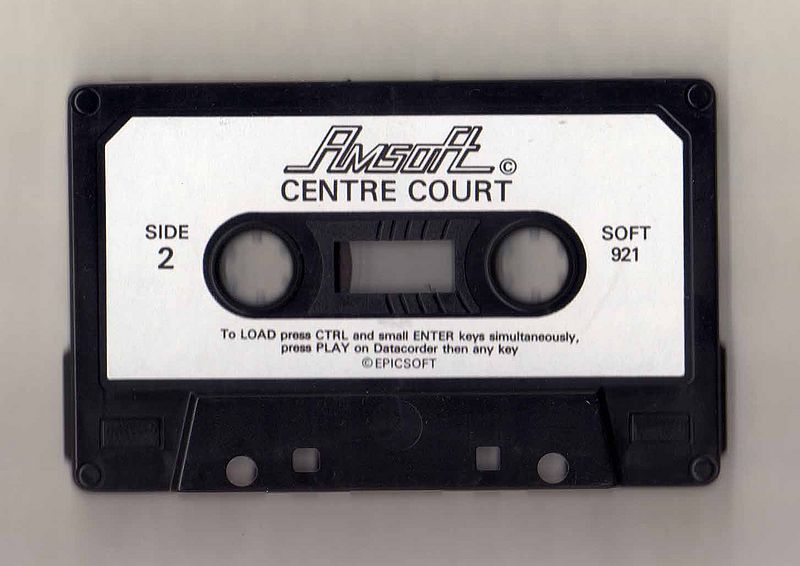 Amsoft ©
CENTRE COURT
SIDE
2
SOFT
921
To LOAD press CTRL and small ENTER keys simultaneously,
press PLAY on Datacorder then any key
© EPICSOFT